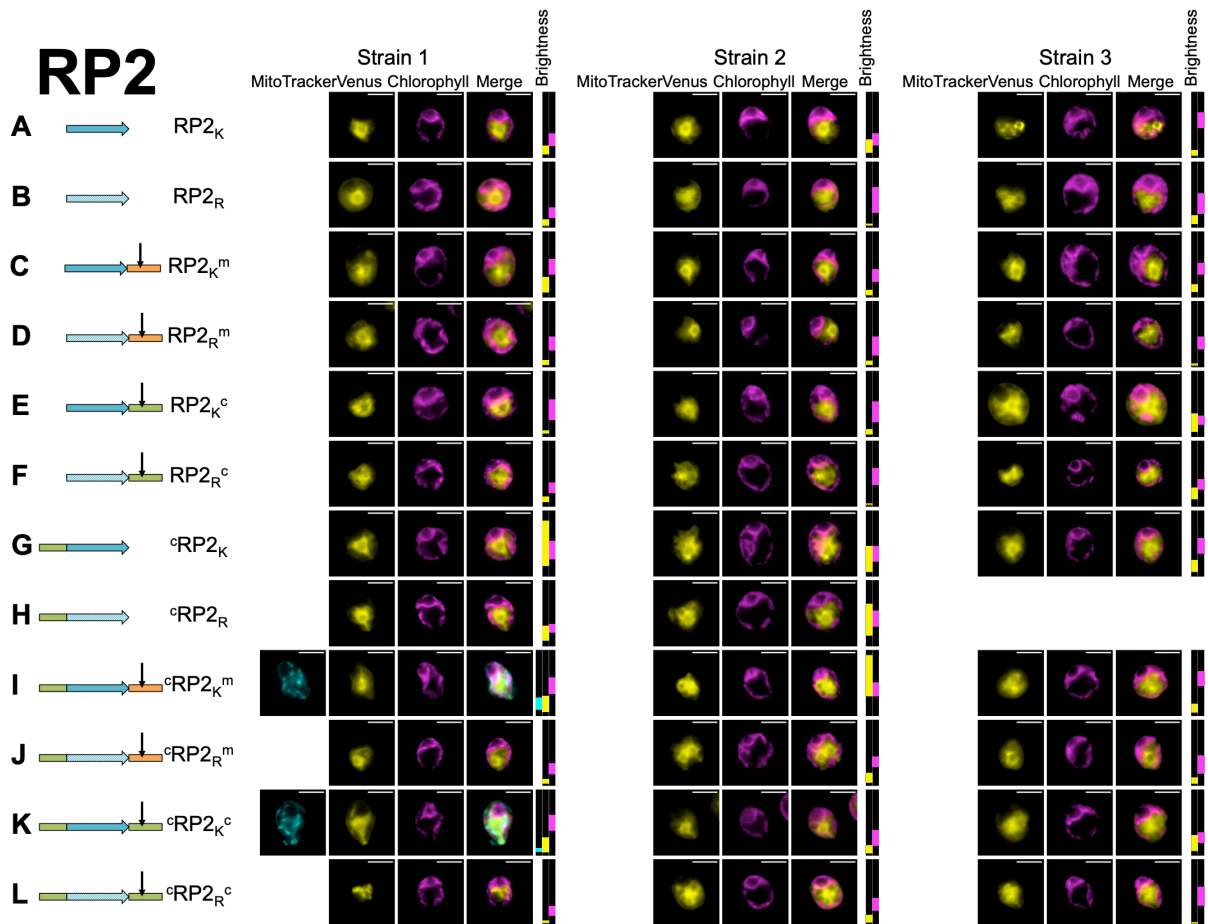 RP2
Strain 1
MitoTracker Venus Chlorophyll Merge Brightness
Strain 2
MitoTracker Venus Chlorophyll Merge Brightness
Strain 3
MitoTracker Venus Chlorophyll Merge Brightness
A RP2K
B RP2R
C RP2Km
D RP2Rm
E RP2Kc
F RP2Rc
G cRP2K
H cRP2R
I cRP2Km
J cRP2Rm
K cRP2Kc
L cRP2Rc